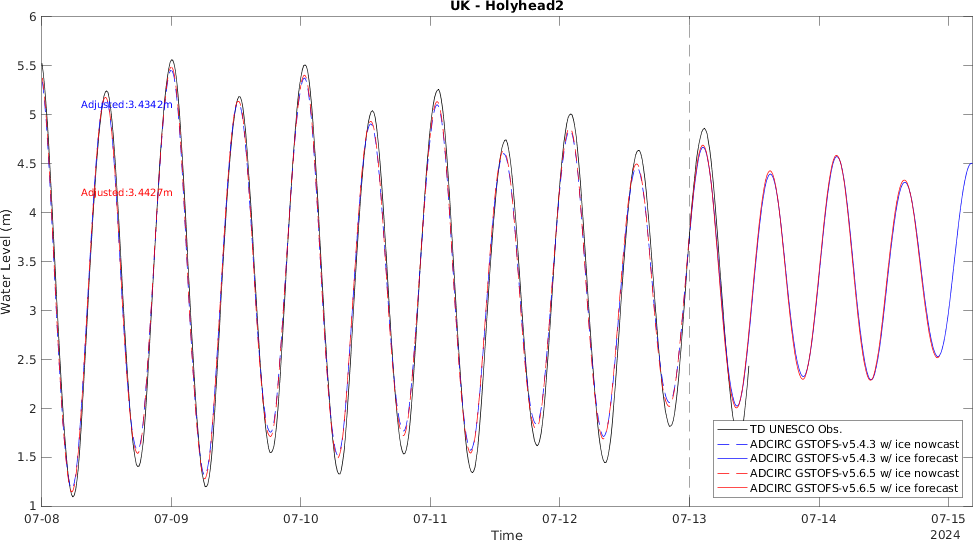 UK - Holyhead2
6
5.5
5
4.5
4
3.5
3
2.5
2
1.5
1
Water Level (m)
Adjusted:3.4342m
Adjusted:3.4427m
TD UNESCO Obs.
ADCIRC GSTOFS-v5.4.3 w/ ice nowcast
ADCIRC GSTOFS-v5.4.3 w/ ice forecast
ADCIRC GSTOFS-v5.6.5 w/ ice nowcast
ADCIRC GSTOFS-v5.6.5 w/ ice forecast
07-08 07-09 07-10 07-11 07-12 07-13 07-14 07-15
Time
2024